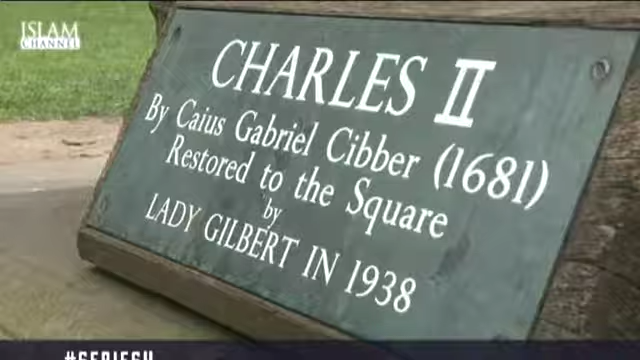 ISLAM
CHANNEL
CHARLES II
By Caius Gabriel Cibber (1681)
Restored to the Square
by
LADY GILBERT IN 1938